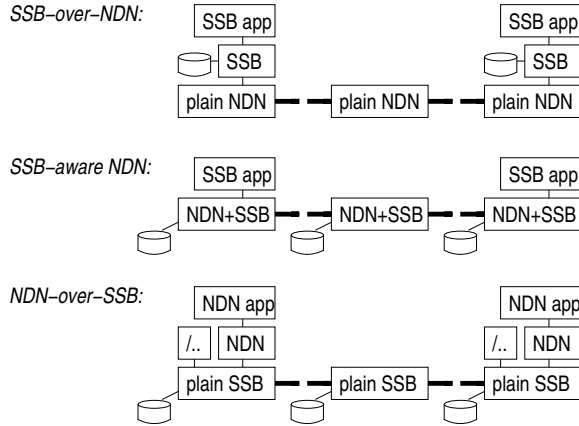 SSB–over–NDN:
SSB app SSB app
SSB SSB
plain NDN plain NDN plain NDN
SSB–aware NDN:
SSB app SSB app
NDN+SSB NDN+SSB NDN+SSB
NDN–over–SSB:
NDN app NDN app
/.. NDN /.. NDN
plain SSB plain SSB plain SSB